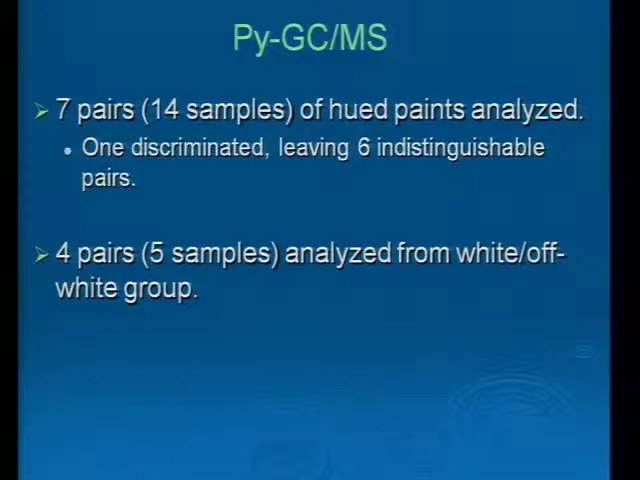 Py-GC/MS
7 pairs (14 samples) of hued paints analyzed.
One discriminated, leaving 6 indistinguishable
pairs.
4 pairs (5 samples) analyzed from white/off-
white group.